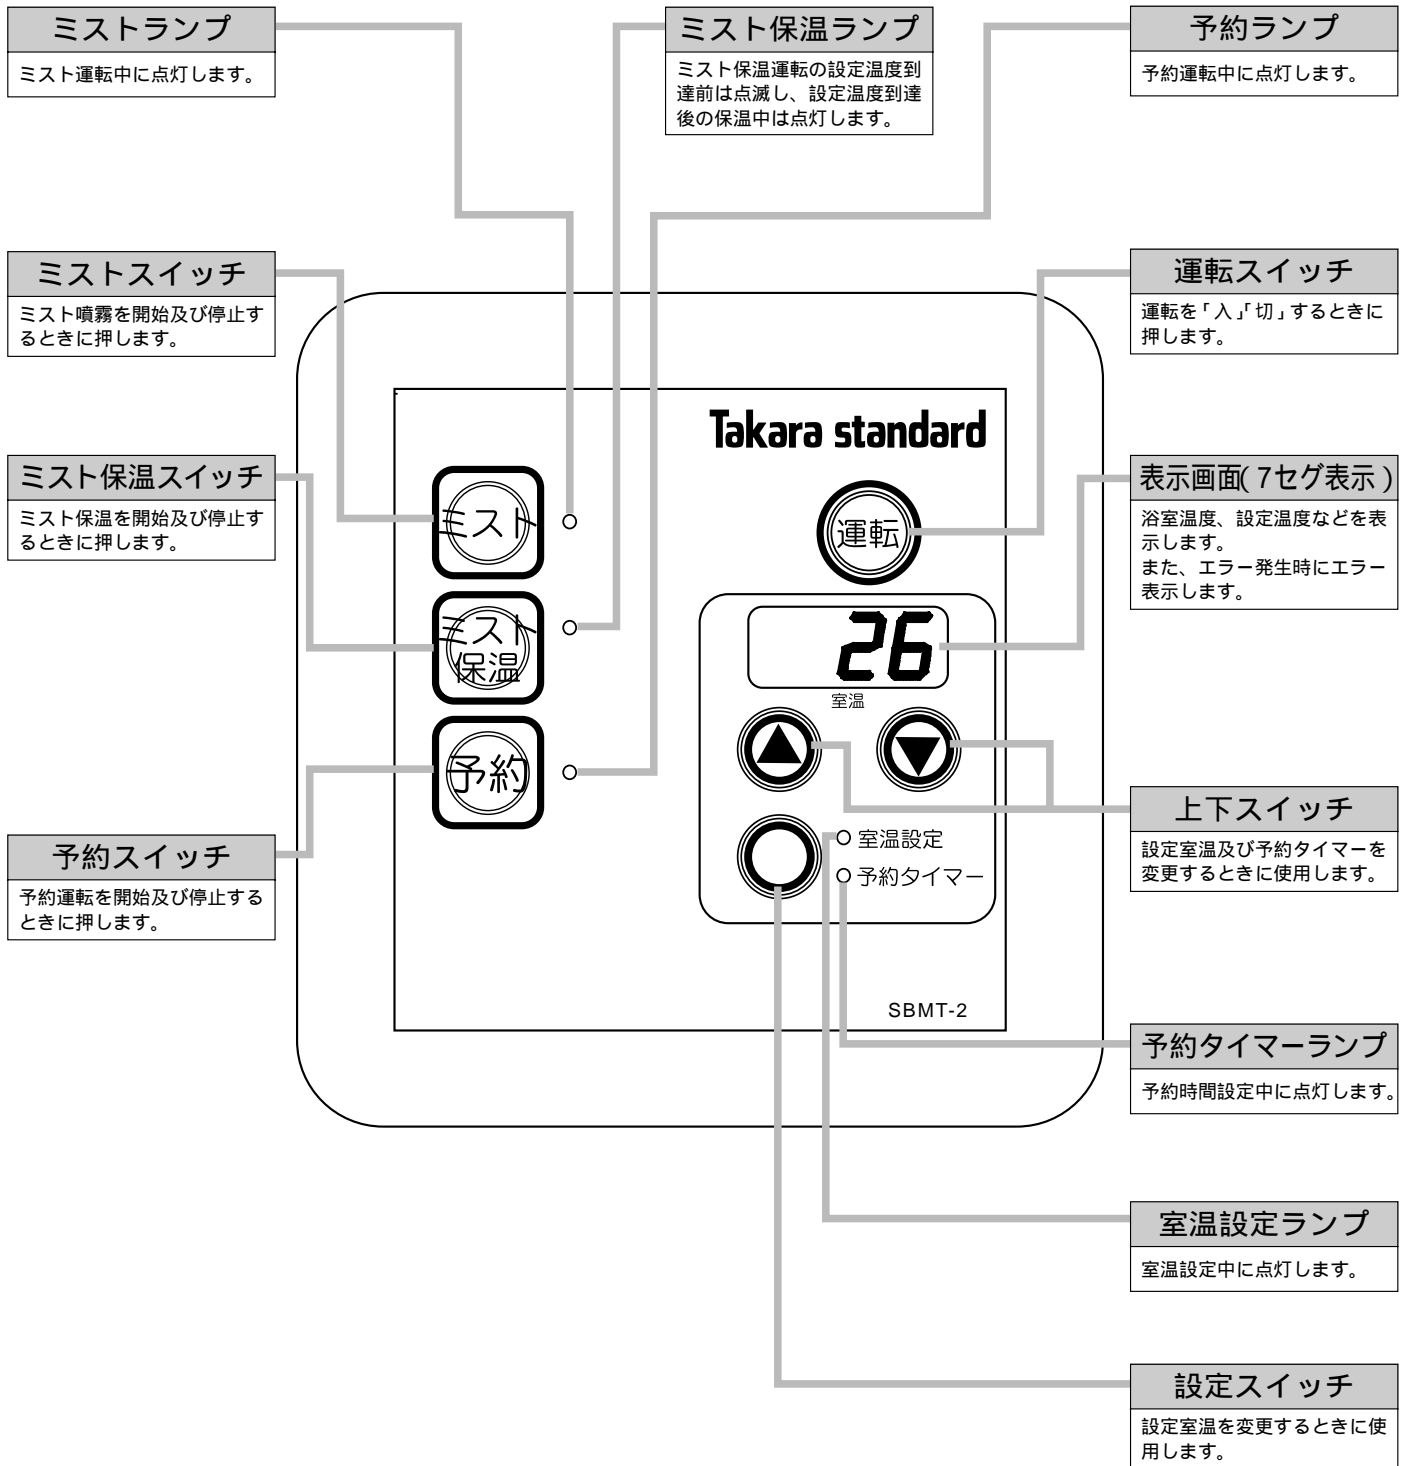 ミストランプ
ミスト運転中に点灯します。
ミスト保温ランプ
ミスト保温運転の設定温度到
達前は点滅し、設定温度到達
後の保温中は点灯します。
予約ランプ
予約運転中に点灯します。
ミストスイッチ
ミスト噴霧を開始及び停止す
るときに押します。
運転スイッチ
運転を「入」「切」するときに
押します。
ミスト保温スイッチ
ミスト保温を開始及び停止す
るときに押します。
表示画面(7セグ表示)
浴室温度、設定温度などを表
示します。
また、エラー発生時にエラー
表示します。
予約スイッチ
予約運転を開始及び停止する
ときに押します。
Takara standard
ミスト
運転
ミスト
保温
26
室温
予約
▲
▼
室温設定
予約タイマー
SBMT-2
上下スイッチ
設定室温及び予約タイマーを
変更するときに使用します。
予約タイマーランプ
予約時間設定中に点灯します。
室温設定ランプ
室温設定中に点灯します。
設定スイッチ
設定室温を変更するときに使
用します。